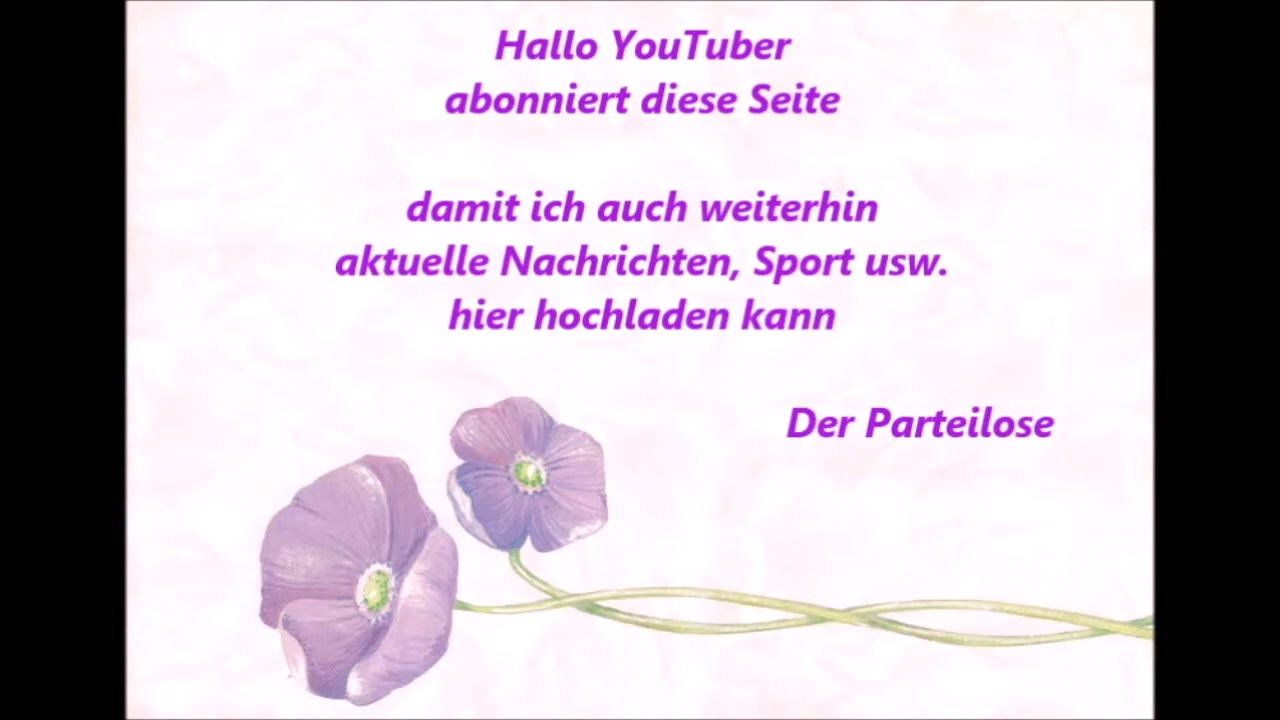 Hallo YouTuber
abonniert diese Seite
damit ich auch weiterhin
aktuelle Nachrichten, Sport usw.
hier hochladen kann
Der Parteilose